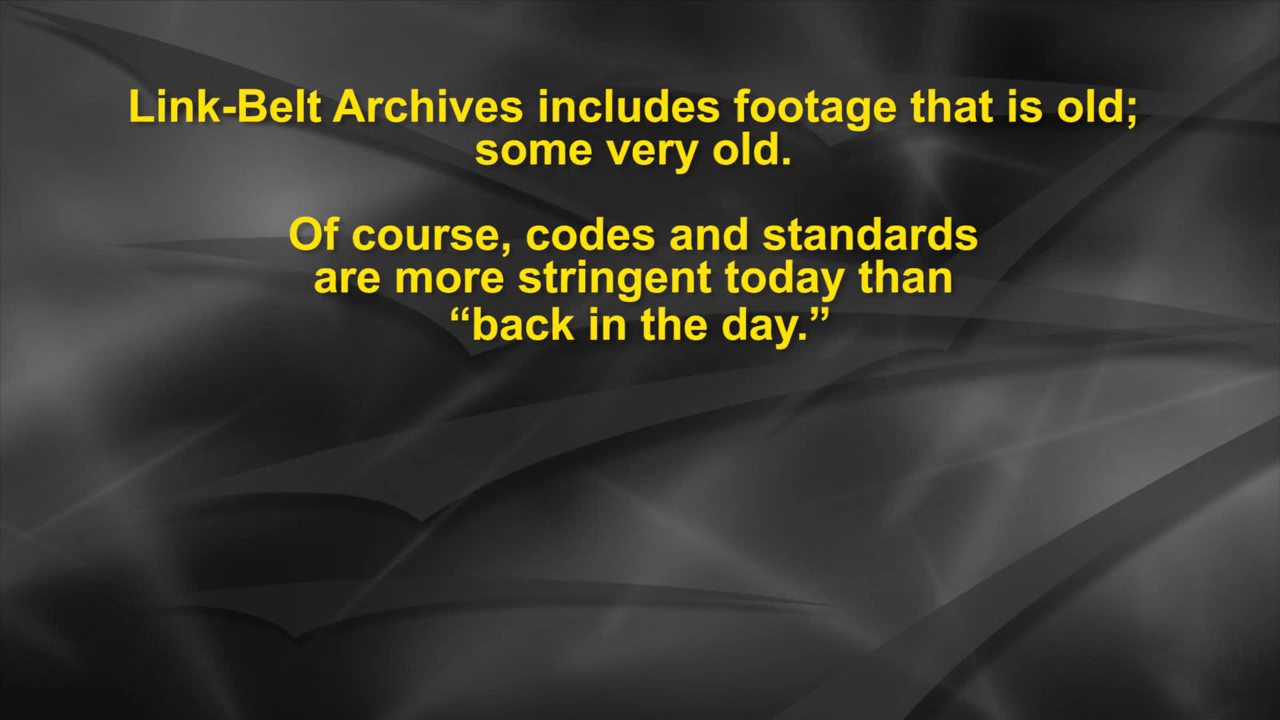 Link-Belt Archives includes footage that is old;
some very old.
Of course, codes and standards
are more stringent today than
“back in the day.”